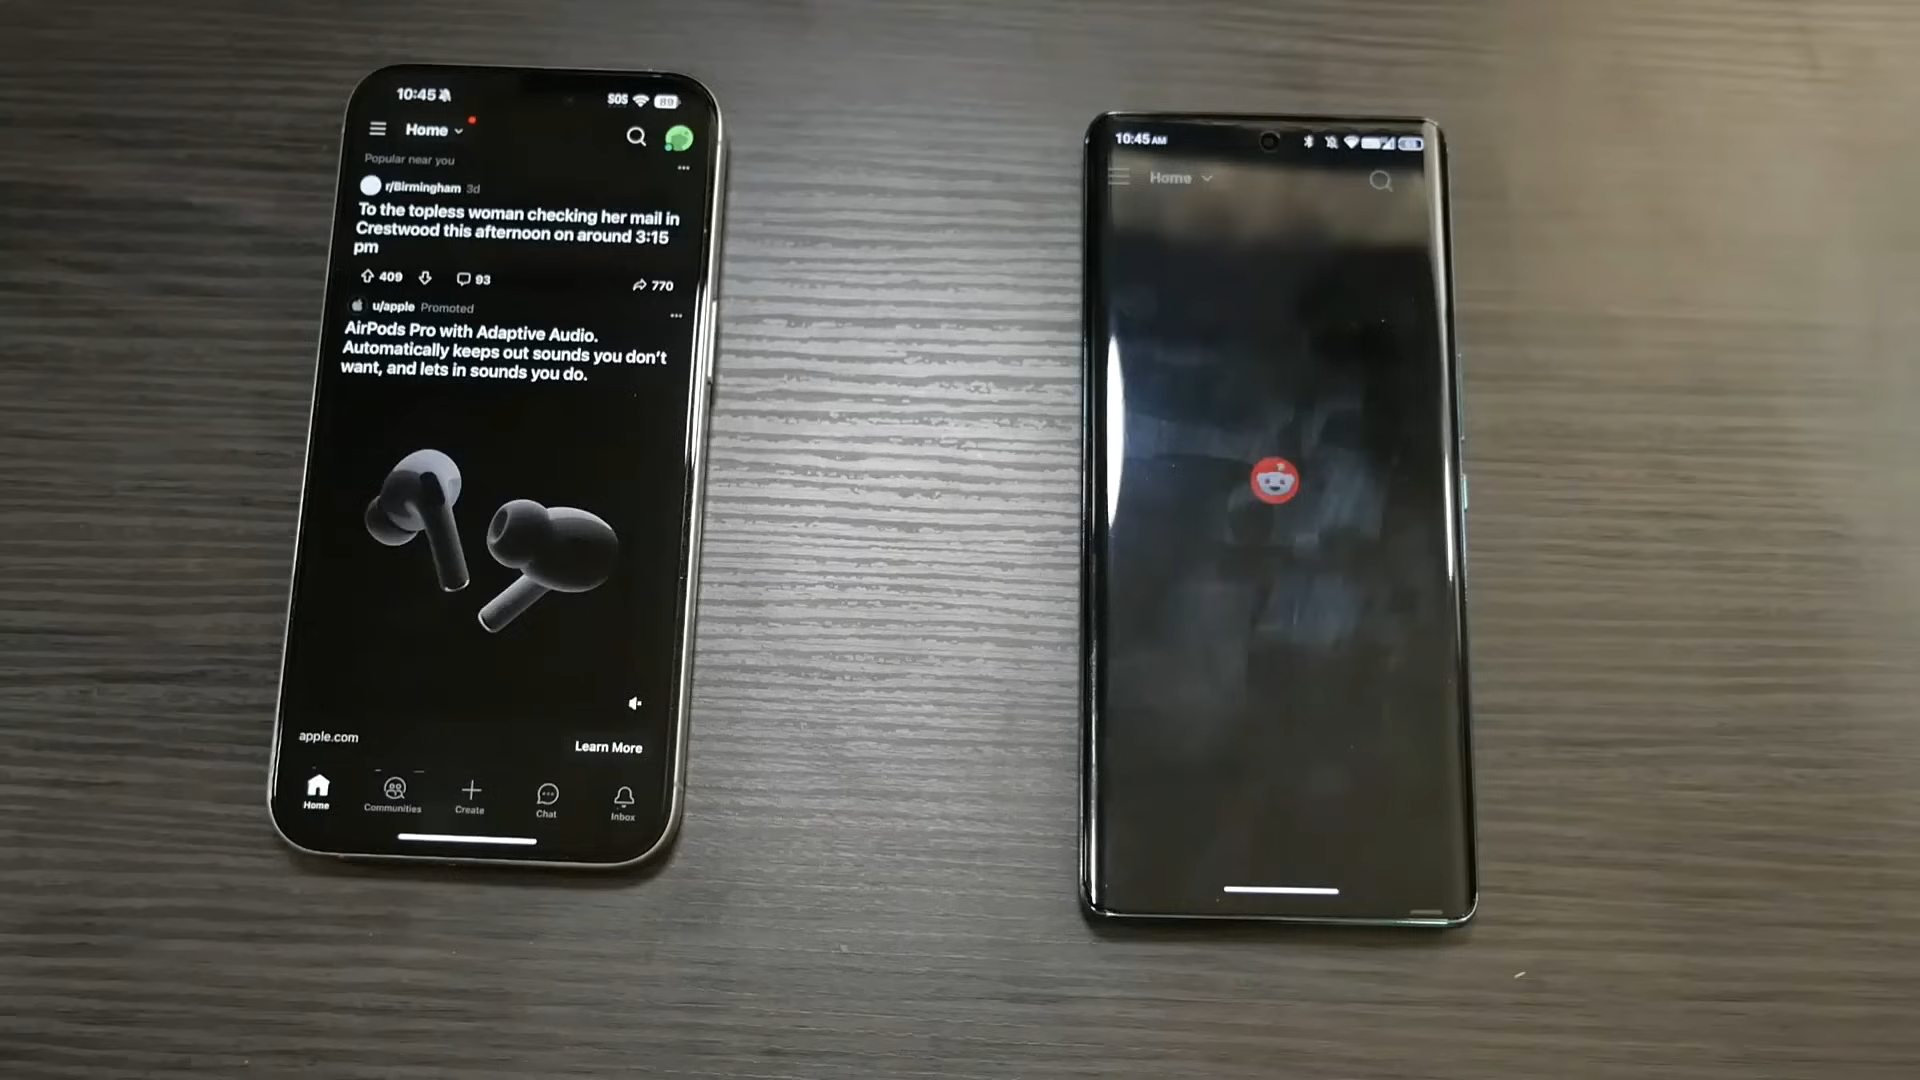 10:45
SOS
89
Home
Popular near you
r/Birmingham 3d
To the topless woman checking her mail in
Crestwood this afternoon on around 3:15
pm
409
93
770
u/apple Promoted
AirPods Pro with Adaptive Audio.
Automatically keeps out sounds you don't
want, and lets in sounds you do.
apple.com
Learn More
Home
Communities
Create
Chat
Inbox
10:45 AM
Home